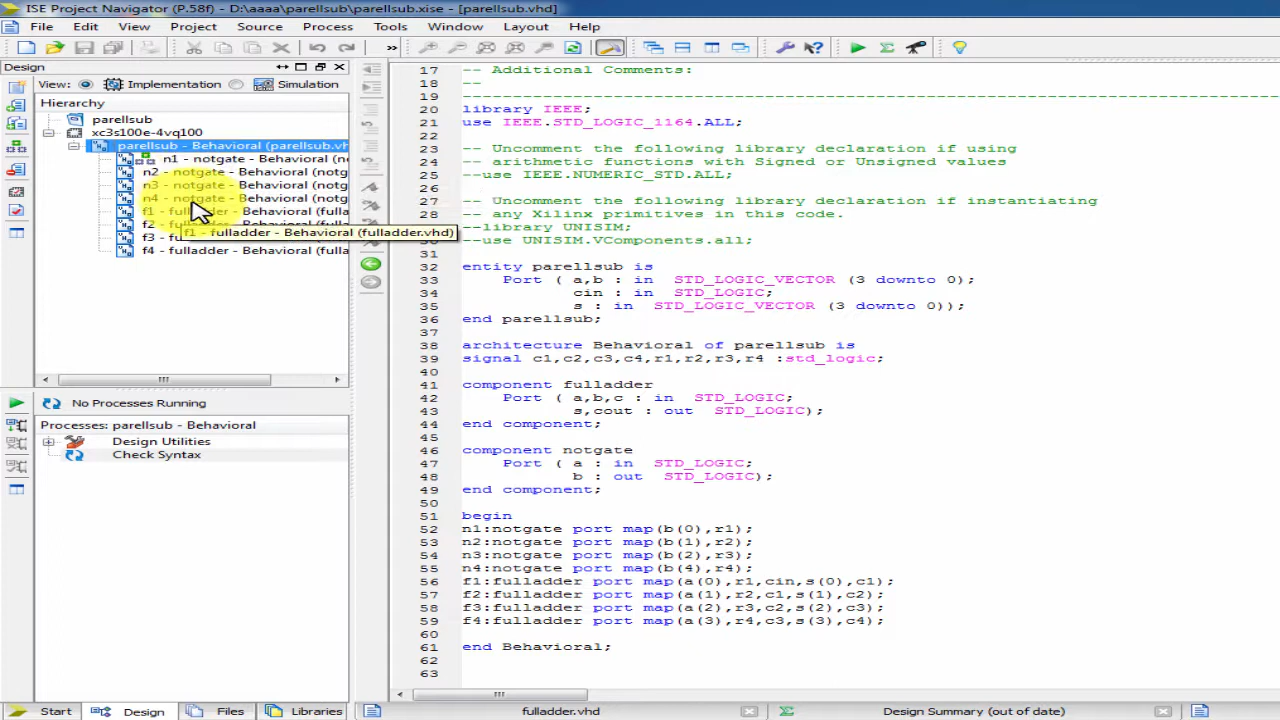 ISE Project Navigator (P.58f) - D:\aaaa\parellsub\parellsub.xise - [parellsub.vhd]
File Edit View Project Source Process Tools Window Layout Help
»
Design
View: Implementation Simulation
Hierarchy
parellsub
xc3s100e-4vq100
parellsub - Behavioral (parellsub.vh
n1 - notgate - Behavioral (ne
n2 - notgate - Behavioral (notg
n3 - notgate - Behavioral (notg
n4 - notgate - Behavioral (notg
f1 - fulladder - Behavioral (fulla
f2 - fulladder - Behavioral (fulla
f3 - fu
f4 - fulladder - Behavioral (fulla
f1 - fulladder - Behavioral (fulladder.vhd)
No Processes Running
Processes: parellsub - Behavioral
Design Utilities
Check Syntax
Start Design Files Libraries
17 -- Additional Comments:
18 --
19 ----------------------------------------------------------------------------------
20 library IEEE;
21 use IEEE.STD_LOGIC_1164.ALL;
22
23 -- Uncomment the following library declaration if using
24 -- arithmetic functions with Signed or Unsigned values
25 --use IEEE.NUMERIC_STD.ALL;
26
27 -- Uncomment the following library declaration if instantiating
28 -- any Xilinx primitives in this code.
29 --library UNISIM;
30 --use UNISIM.VComponents.all;
31
32 entity parellsub is
33 Port ( a,b : in STD_LOGIC_VECTOR (3 downto 0);
34 cin : in STD_LOGIC;
35 s : in STD_LOGIC_VECTOR (3 downto 0));
36 end parellsub;
37
38 architecture Behavioral of parellsub is
39 signal c1,c2,c3,c4,r1,r2,r3,r4 :std_logic;
40
41 component fulladder
42 Port ( a,b,c : in STD_LOGIC;
43 s,cout : out STD_LOGIC);
44 end component;
45
46 component notgate
47 Port ( a : in STD_LOGIC;
48 b : out STD_LOGIC);
49 end component;
50
51 begin
52 n1:notgate port map(b(0),r1);
53 n2:notgate port map(b(1),r2);
54 n3:notgate port map(b(2),r3);
55 n4:notgate port map(b(4),r4);
56 f1:fulladder port map(a(0),r1,cin,s(0),c1);
57 f2:fulladder port map(a(1),r2,c1,s(1),c2);
58 f3:fulladder port map(a(2),r3,c2,s(2),c3);
59 f4:fulladder port map(a(3),r4,c3,s(3),c4);
60
61 end Behavioral;
62
63
fulladder.vhd Design Summary (out of date)